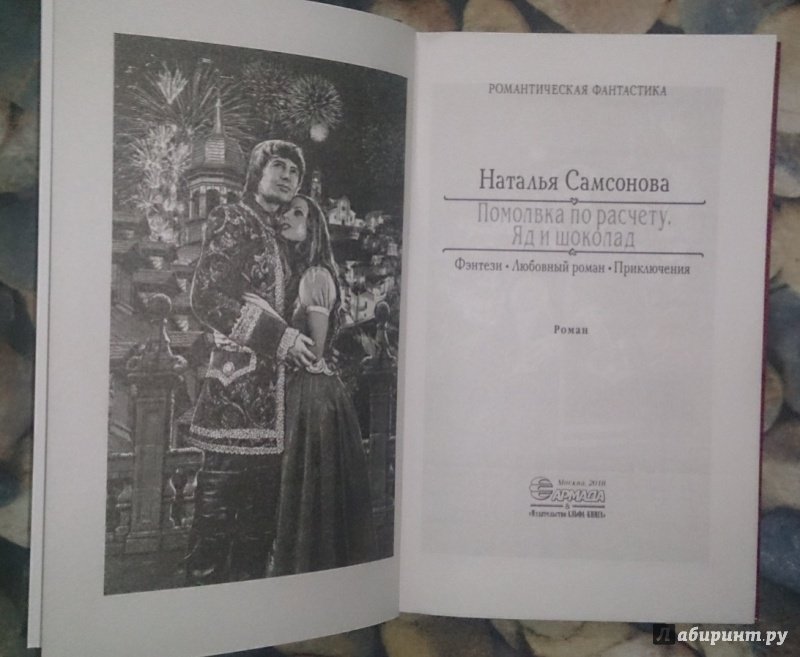 РОМАНТИЧЕСКАЯ ФАНТАСТИКА
Наталья Самсонова
Помолвка по расчету.
Яд и шоколад
Фэнтези • Любовный роман • Приключения
Роман
Москва, 2018
АРМАДА
&
«Издательство АЛЬФА-КНИГА»
Лабиринт.ру